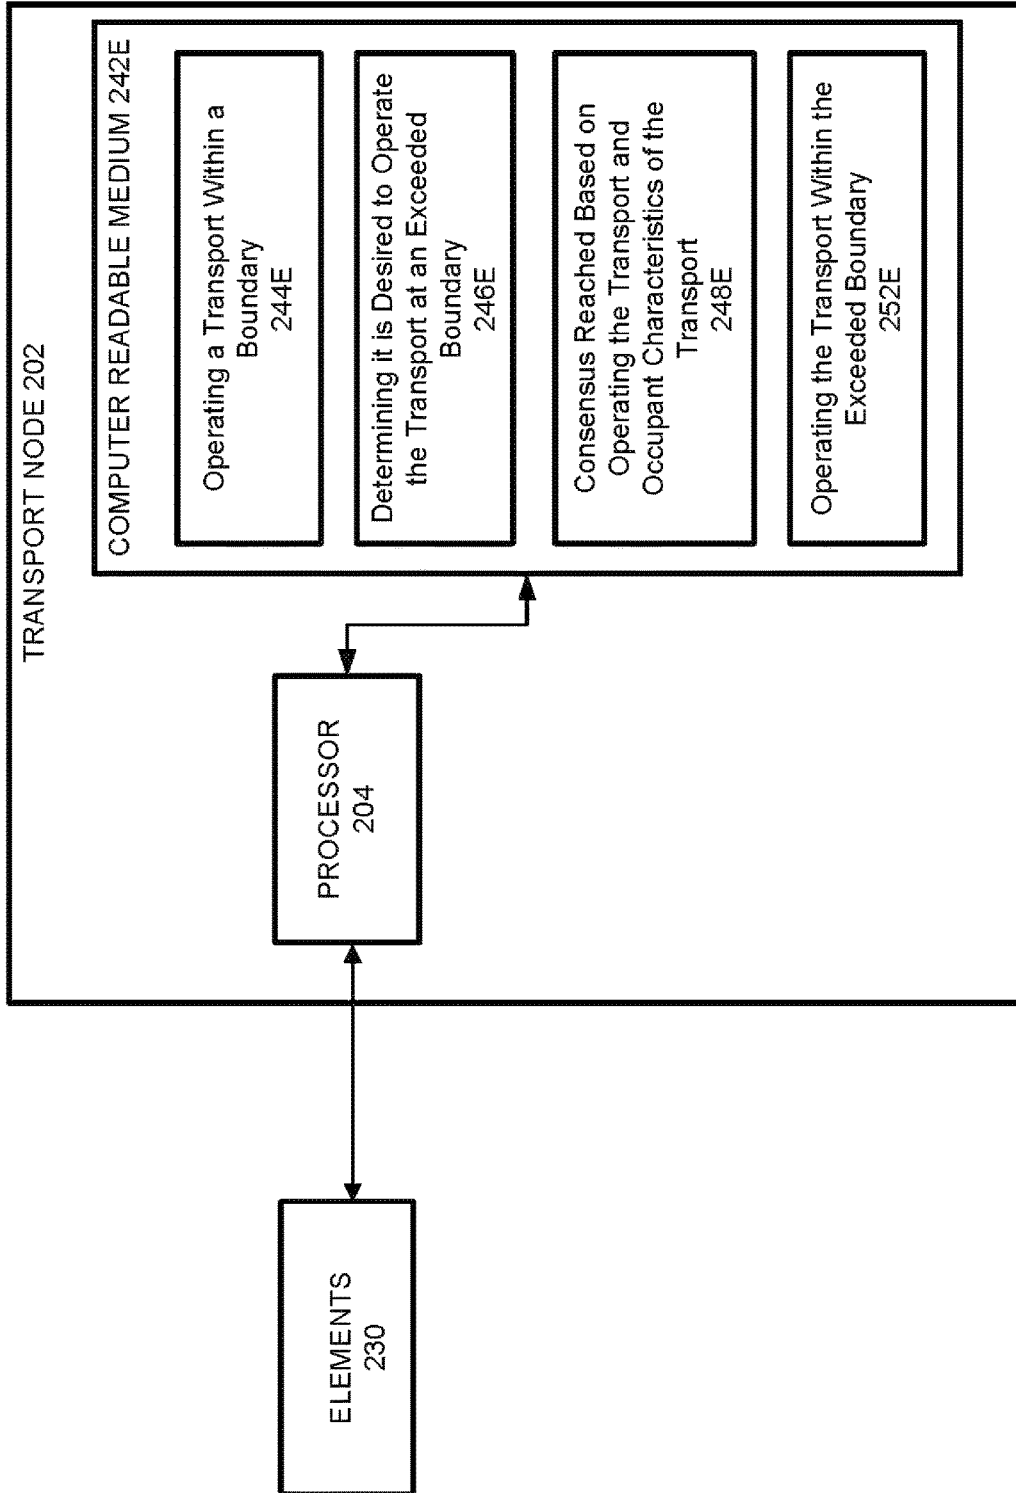 TRANSPORT NODE 202
COMPUTER READABLE MEDIUM 242E
Operating a Transport Within a
Boundary
244E
Determining it is Desired to Operate
the Transport at an Exceeded
Boundary
246E
Consensus Reached Based on
Operating the Transport and
Occupant Characteristics of the
Transport
248E
Operating the Transport Within the
Exceeded Boundary
252E
PROCESSOR
204
ELEMENTS
230